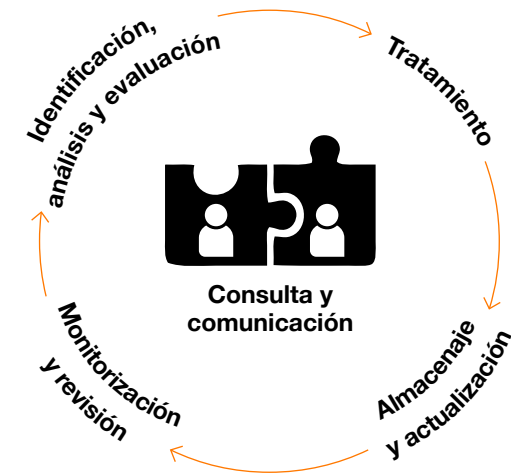 Identificación,
análisis y evaluación
Tratamiento
Consulta y
comunicación
Almacenaje
y actualización
Monitorización
y revisión